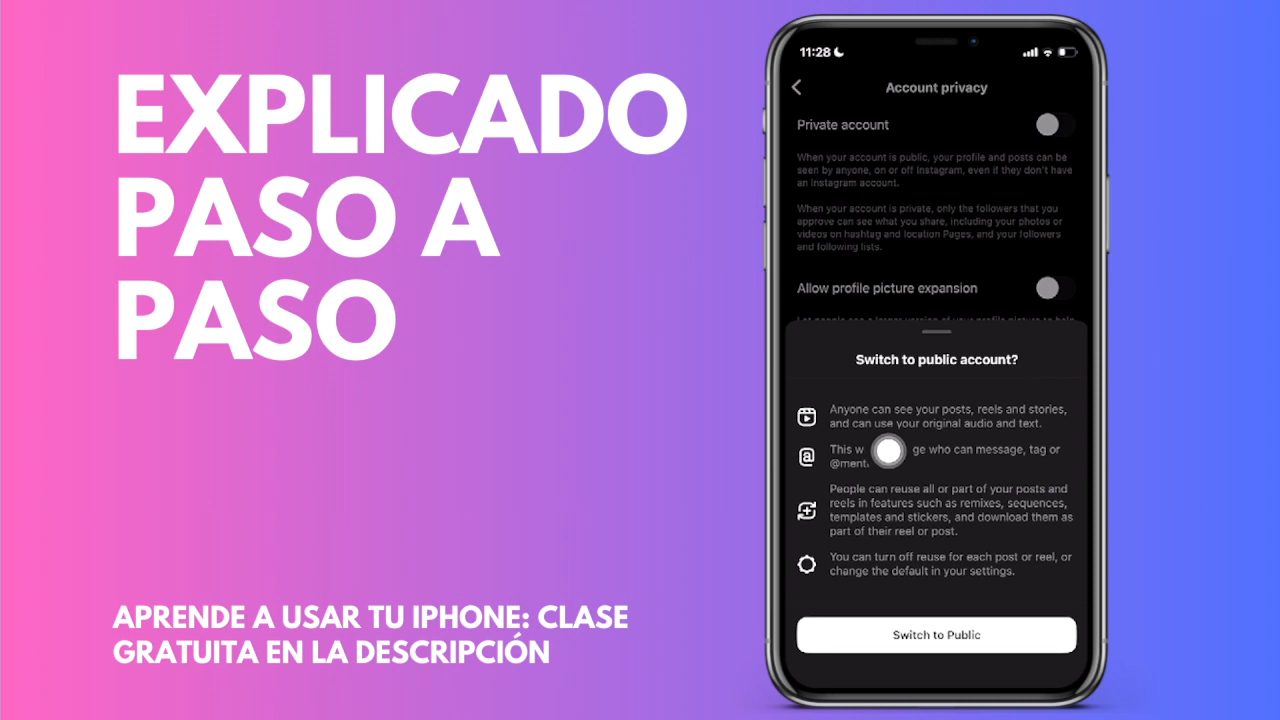 EXPLICADO
PASO A
PASO
APRENDE A USAR TU IPHONE: CLASE
GRATUITA EN LA DESCRIPCIÓN
11:28
Account privacy
Private account
When your account is public, your profile and posts can be
seen by anyone, on or off Instagram, even if they don't have
an Instagram account.
When your account is private, only the followers that you
approve can see what you share, including your photos or
videos on hashtag and location Pages, and your followers
and following lists.
Allow profile picture expansion
Switch to public account?
Anyone can see your posts, reels and stories,
and can use your original audio and text.
This w ge who can message, tag or
@ment
People can reuse all or part of your posts and
reels in features such as remixes, sequences,
templates and stickers, and download them as
part of their reel or post.
You can turn off reuse for each post or reel, or
change the default in your settings.
Switch to Public